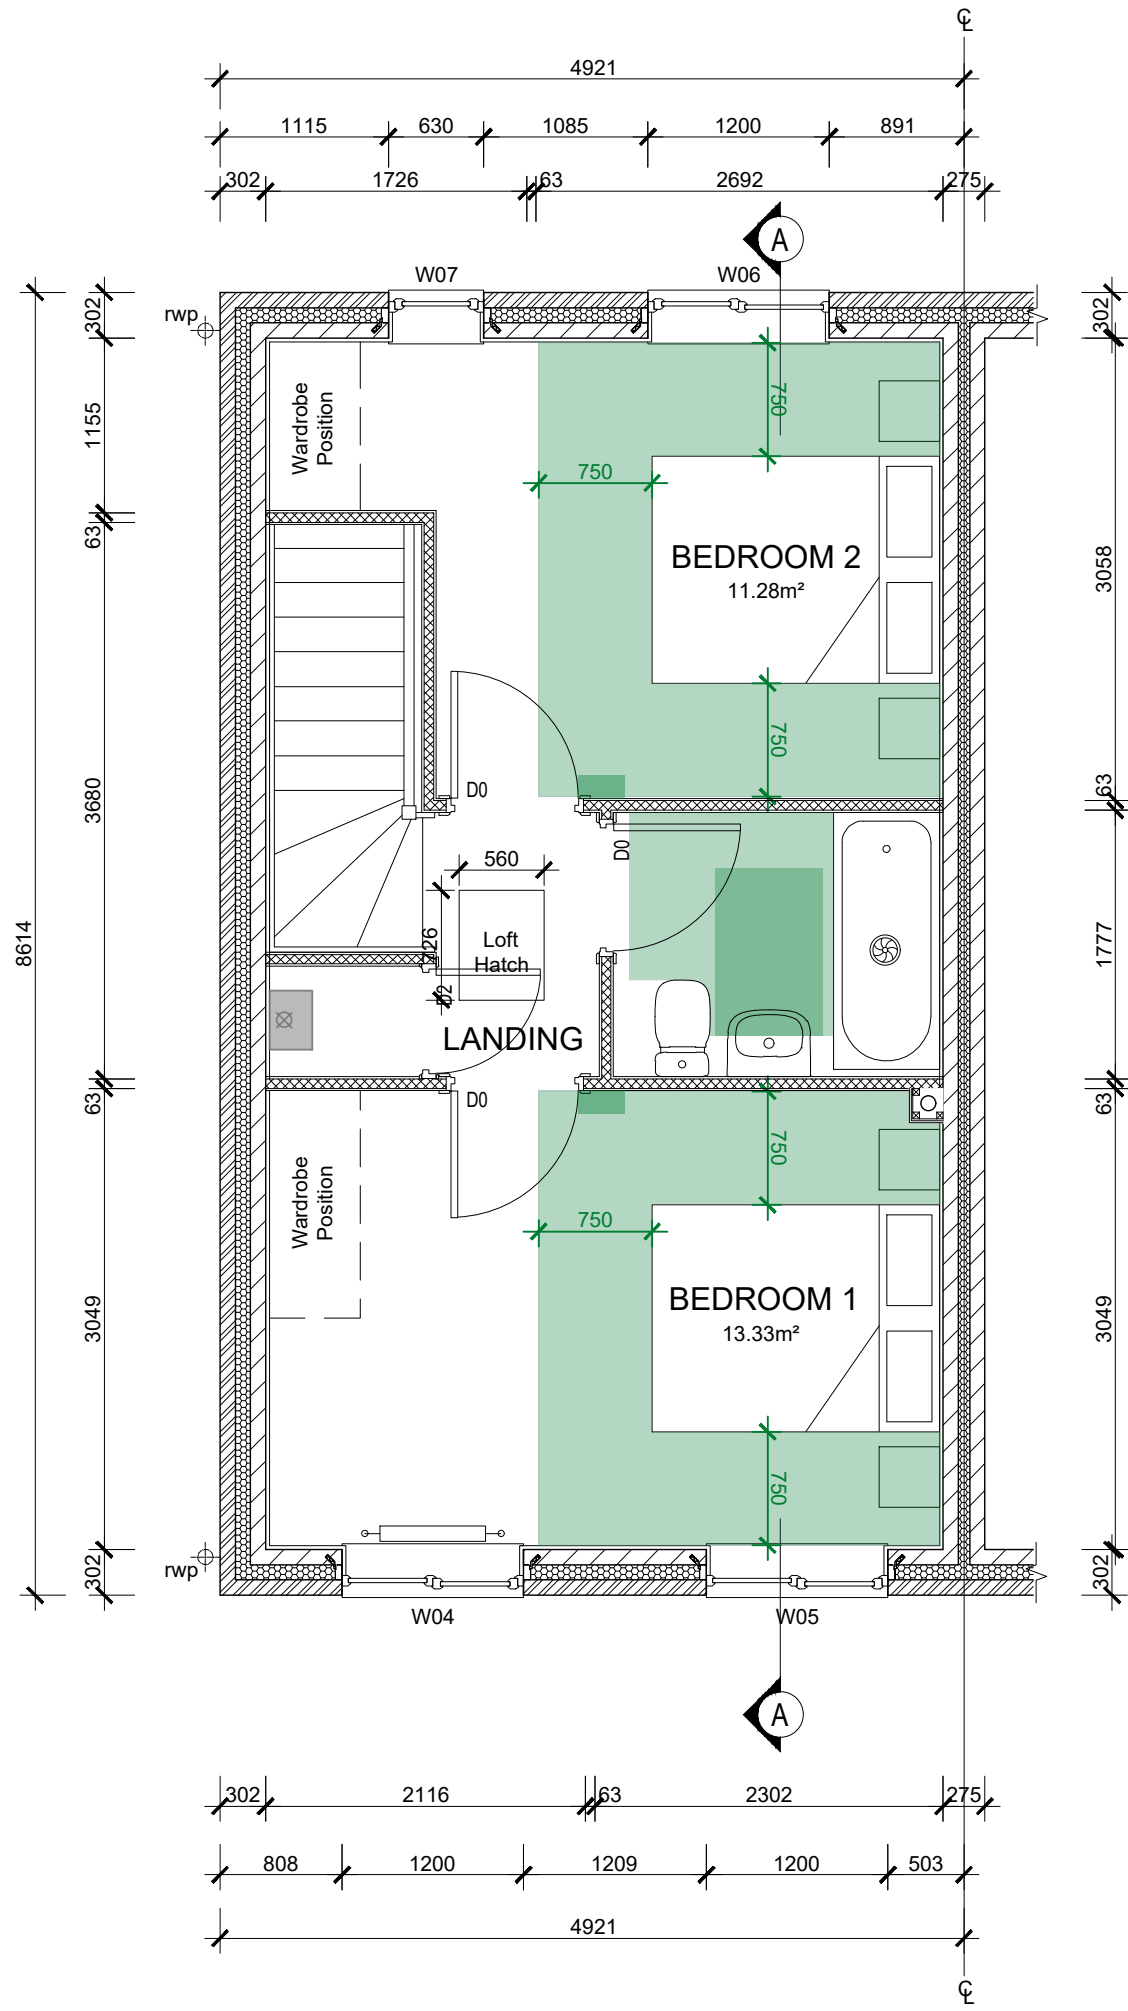 ℄
4921
1115 630 1085 1200 891
302 1726 63 2692 275
A
W07 W06
rwp
302
302
Wardrobe
Position
750
1155
750
63
BEDROOM 2
11.28m²
3058
8614
3680
750
D0
63
D0
560
726
Loft
Hatch
1777
D2
LANDING
63
D0
63
750
Wardrobe
Position
750
3049
BEDROOM 1
13.33m²
3049
750
302
rwp
302
W04 W05
A
302 2116 63 2302 275
808 1200 1209 1200 503
4921
℄